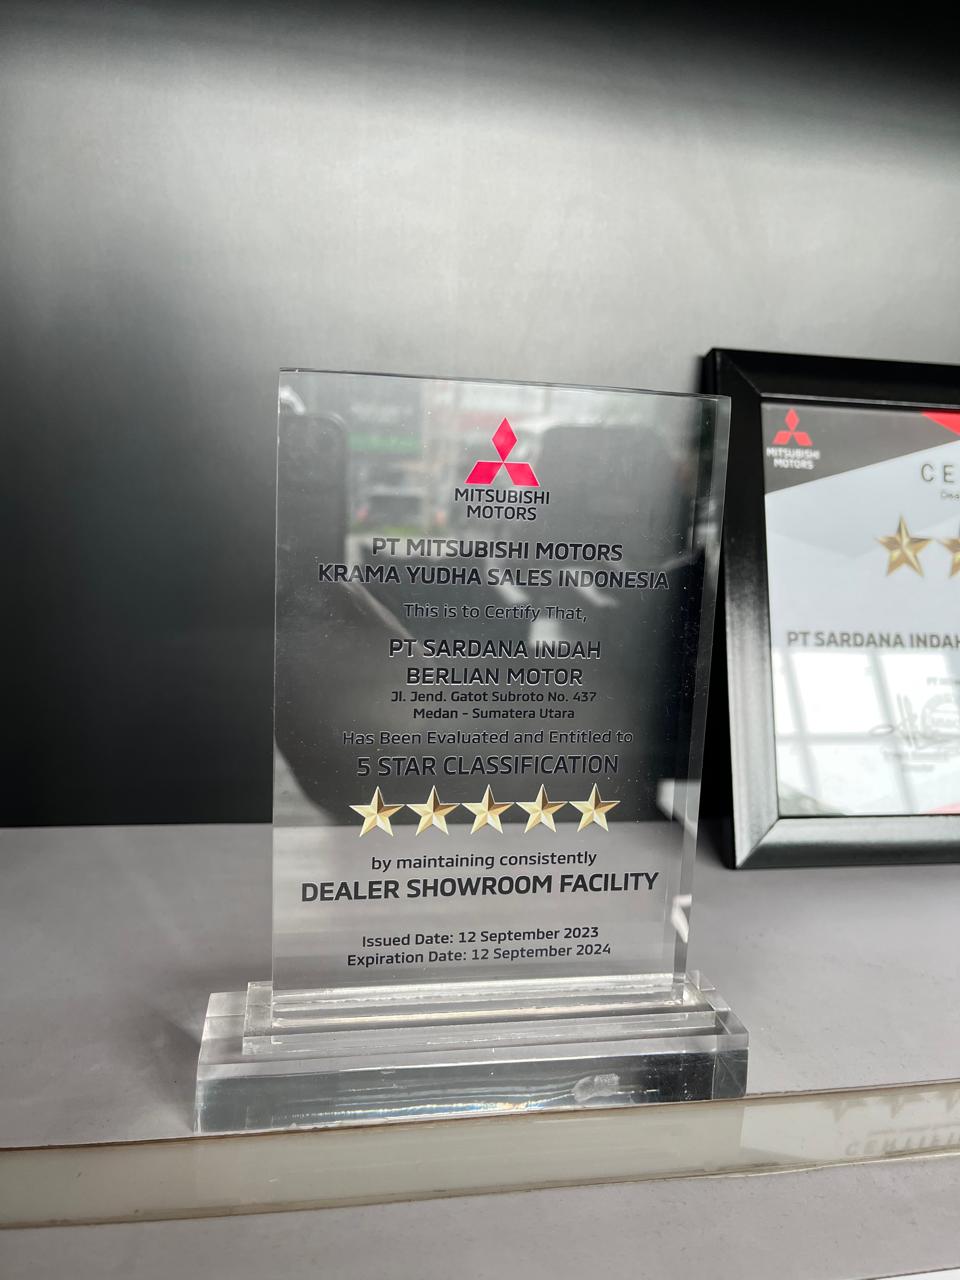 MITSUBISHI
MOTORS
PT MITSUBISHI MOTORS
KRAMA YUDHA SALES INDONESIA
This is to Certify That,
PT SARDANA INDAH
BERLIAN MOTOR
Jl. Jend. Gatot Subroto No. 437
Medan - Sumatera Utara
Has Been Evaluated and Entitled to
5 STAR CLASSIFICATION
by maintaining consistently
DEALER SHOWROOM FACILITY
Issued Date: 12 September 2023
Expiration Date: 12 September 2024
MITSUBISHI
MOTORS
CE
PT SARDANA INDAH